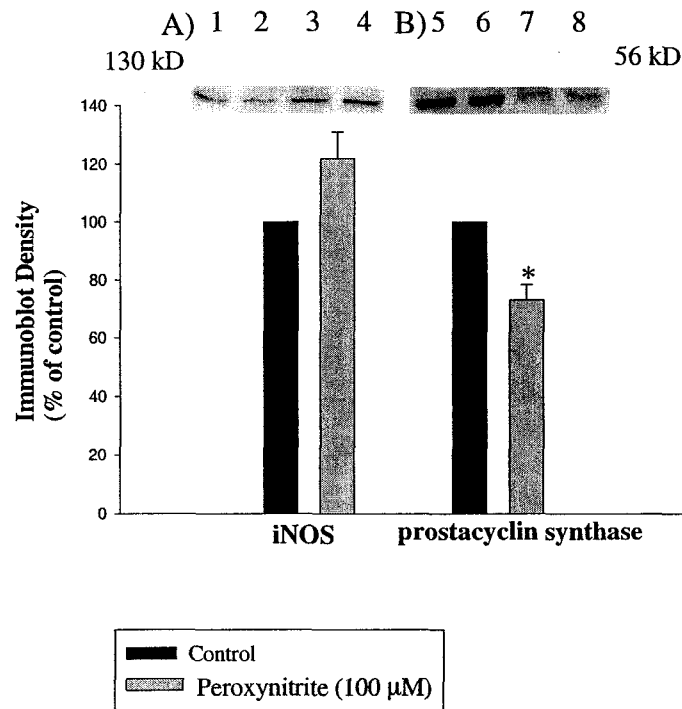 A) 1 2 3 4 B) 5 6 7 8
130 kD 56 kD
140
120
100
80
60
40
20
0
Immunoblot Density
(% of control)
*
iNOS prostacyclin synthase
Control
Peroxynitrite (100 μM)